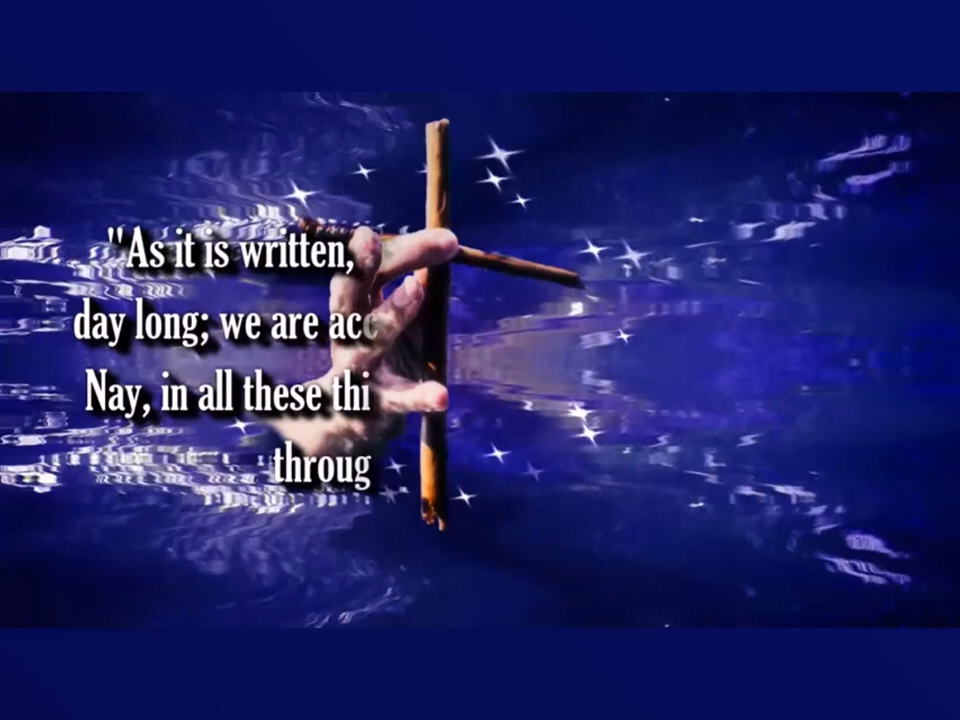 "As it is written,
day long; we are acc
Nay, in all these thi
throug